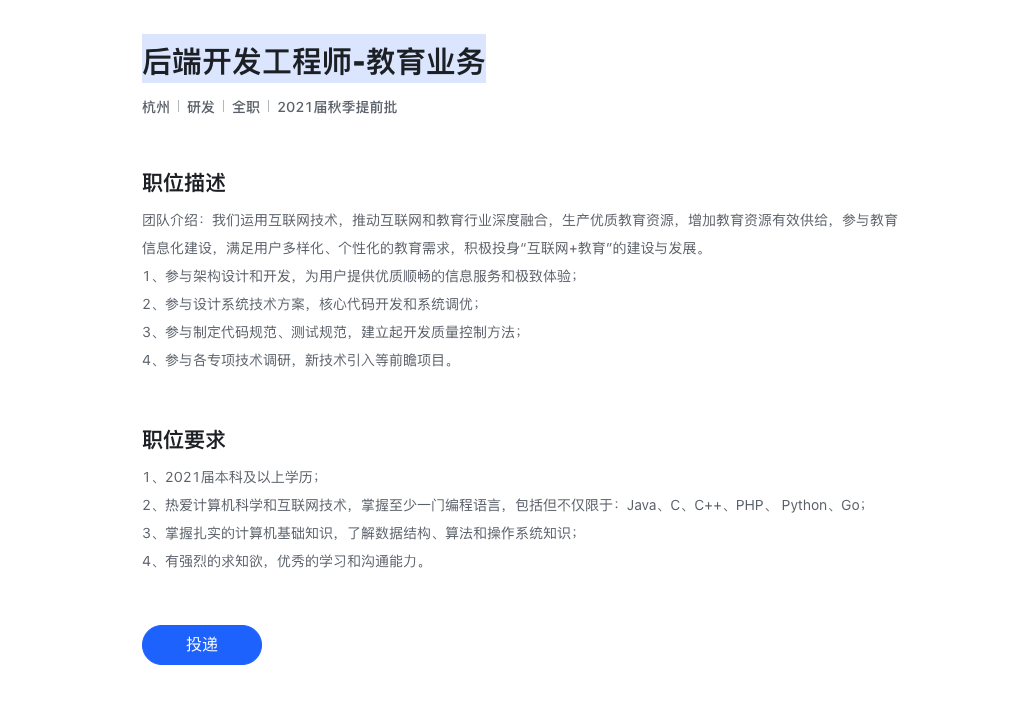 后端开发工程师-教育业务
杭州 | 研发 | 全职 | 2021届秋季提前批
职位描述
团队介绍：我们运用互联网技术，推动互联网和教育行业深度融合，生产优质教育资源，增加教育资源有效供给，参与教育
信息化建设，满足用户多样化、个性化的教育需求，积极投身“互联网+教育”的建设与发展。
1、参与架构设计和开发，为用户提供优质顺畅的信息服务和极致体验；
2、参与设计系统技术方案，核心代码开发和系统调优；
3、参与制定代码规范、测试规范，建立起开发质量控制方法；
4、参与各专项技术调研，新技术引入等前瞻项目。
职位要求
1、2021届本科及以上学历；
2、热爱计算机科学和互联网技术，掌握至少一门编程语言，包括但不仅限于：Java、C、C++、PHP、 Python、Go；
3、掌握扎实的计算机基础知识，了解数据结构、算法和操作系统知识；
4、有强烈的求知欲，优秀的学习和沟通能力。
投递